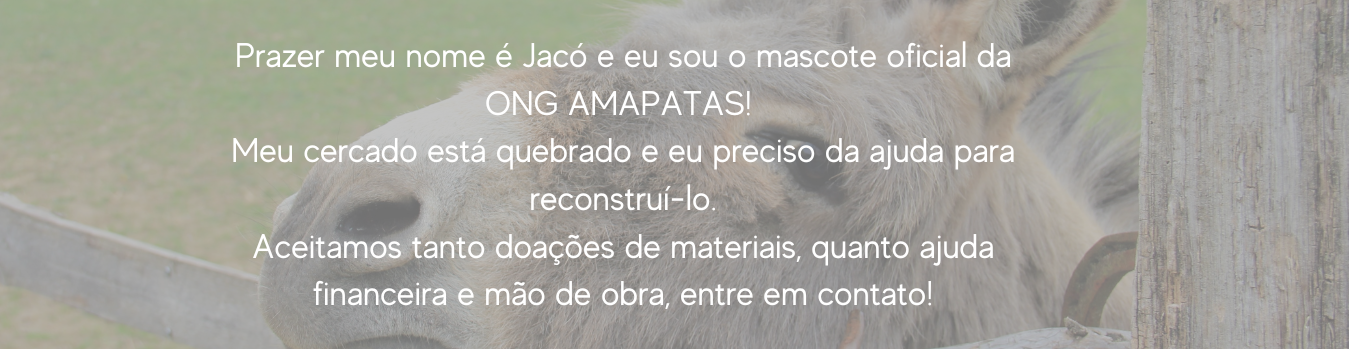 Prazer meu nome é Jacó e eu sou o mascote oficial da
ONG AMAPATAS!
Meu cercado está quebrado e eu preciso da ajuda para
reconstruí-lo.
Aceitamos tanto doações de materiais, quanto ajuda
financeira e mão de obra, entre em contato!